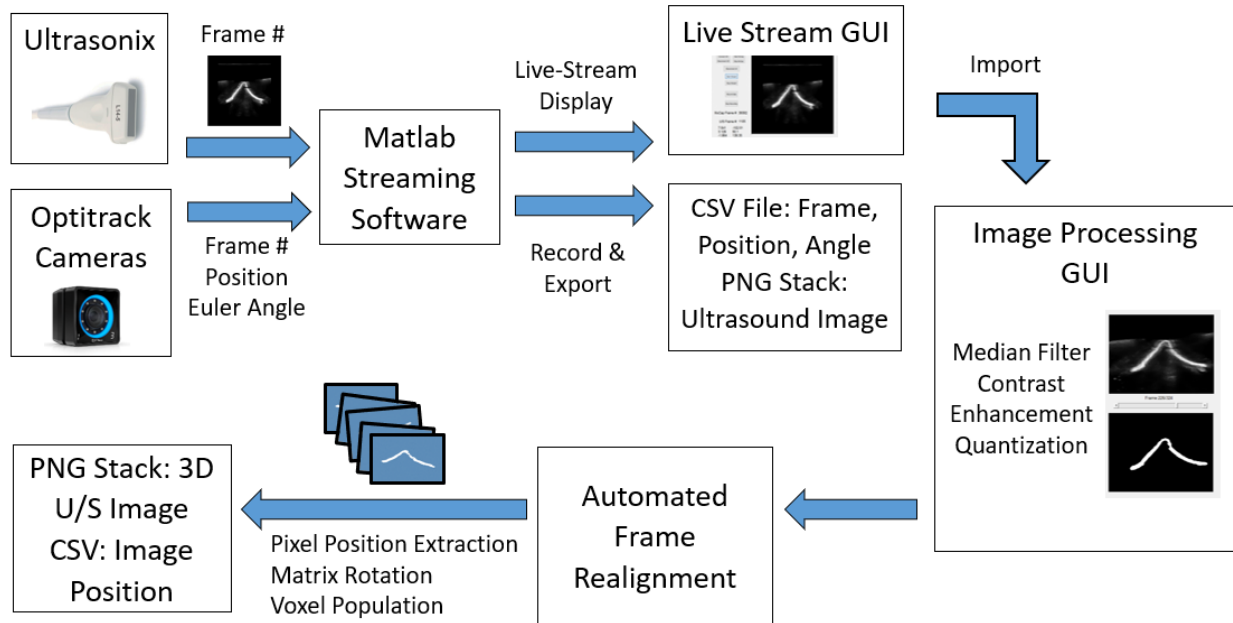 Ultrasonix
Frame #
Optitrack
Cameras
Frame #
Position
Euler Angle
Matlab
Streaming
Software
Live-Stream
Display
Record &
Export
Live Stream GUI
CSV File: Frame,
Position, Angle
PNG Stack:
Ultrasound Image
Import
Image Processing
GUI
Median Filter
Contrast
Enhancement
Quantization
Automated
Frame
Realignment
Pixel Position Extraction
Matrix Rotation
Voxel Population
PNG Stack: 3D
U/S Image
CSV: Image
Position